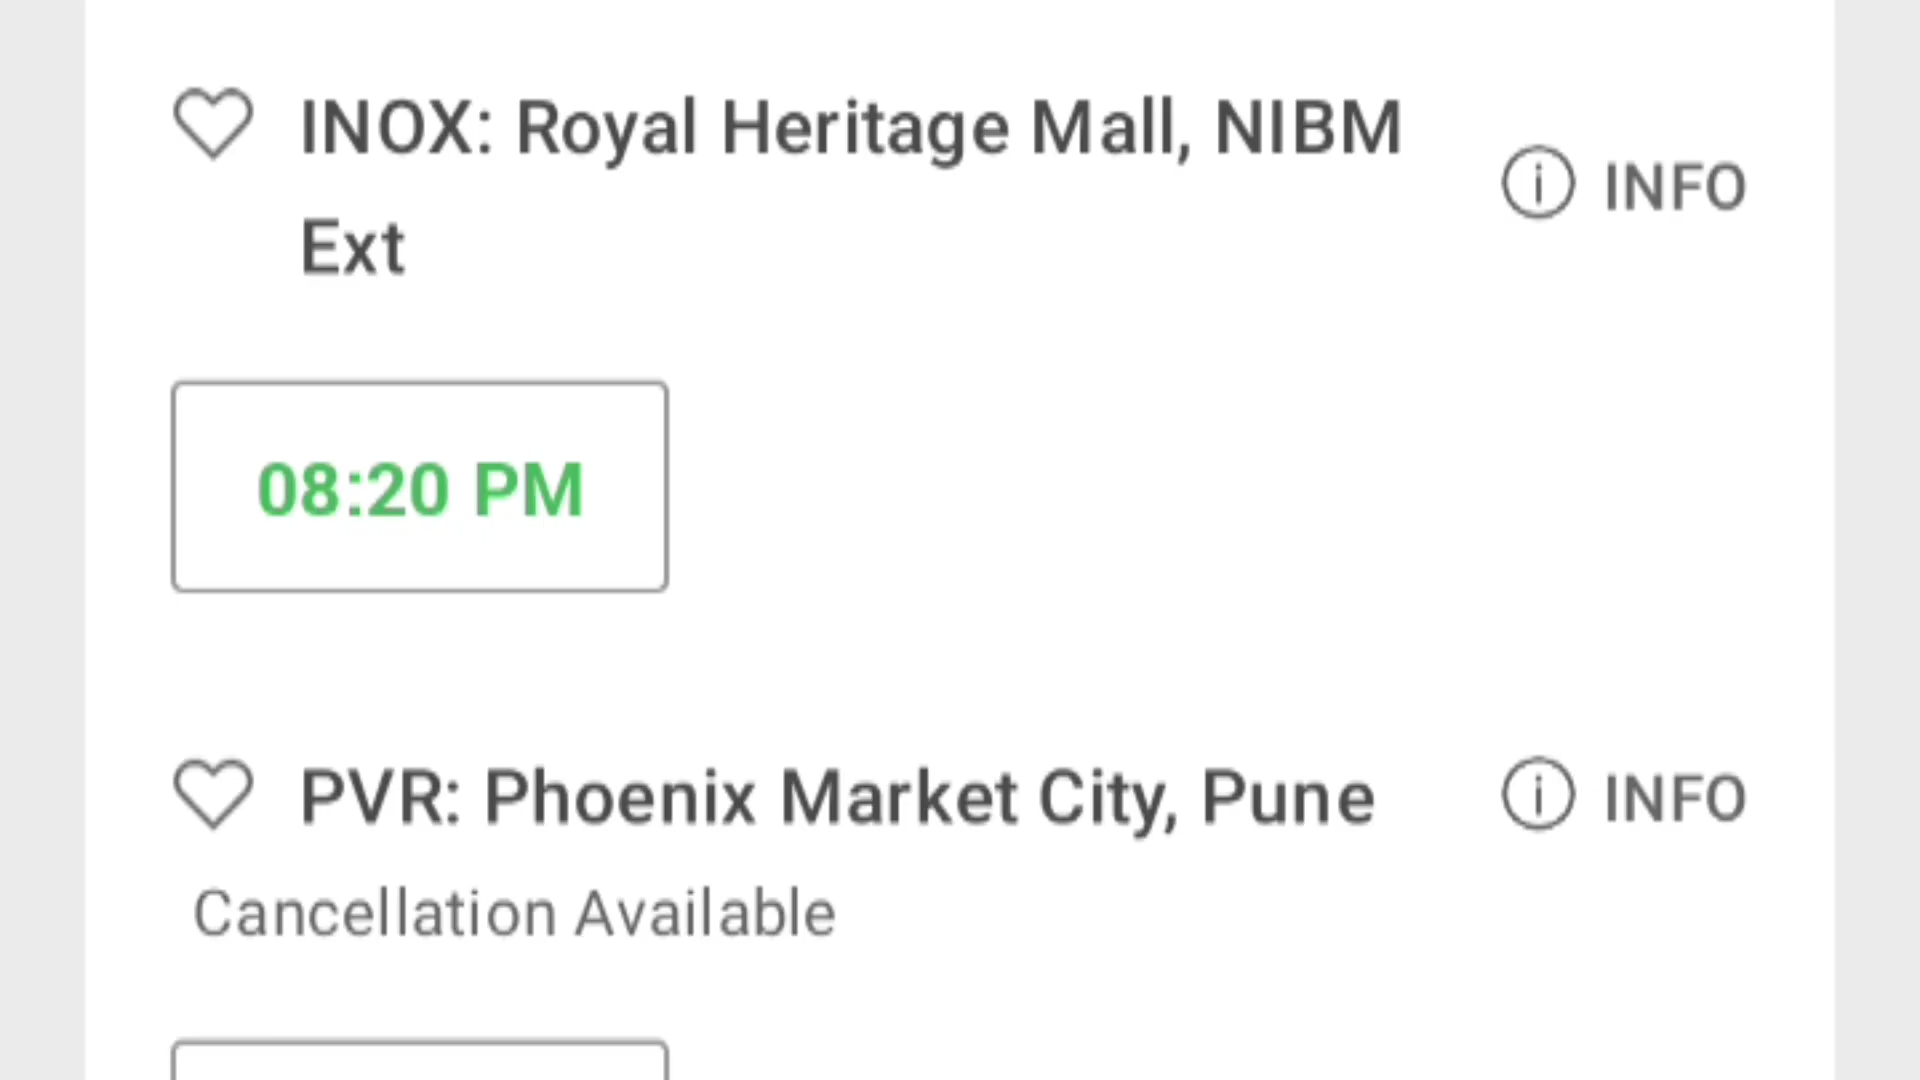 INOX: Royal Heritage Mall, NIBM
Ext
INFO
08:20 PM
PVR: Phoenix Market City, Pune
INFO
Cancellation Available